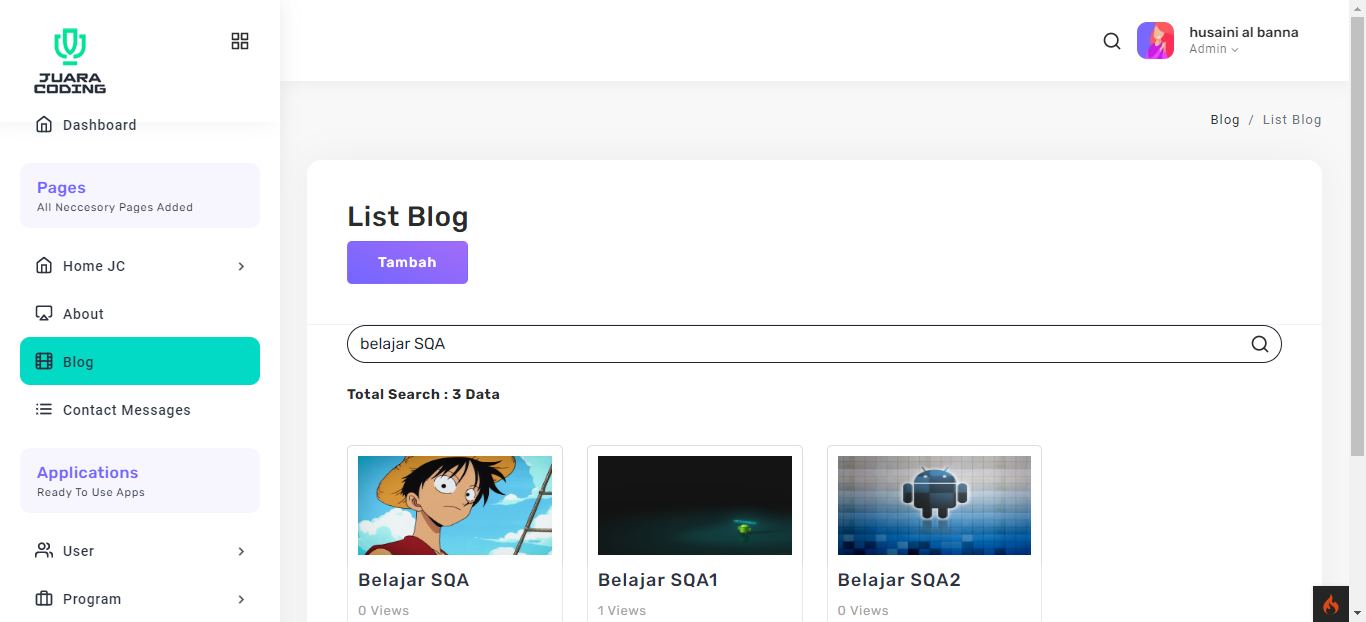 JUARA
CODING
husaini al banna
Admin
Dashboard
Blog / List Blog
Pages
All Neccesory Pages Added
Home JC
About
Blog
Contact Messages
Applications
Ready To Use Apps
User
Program
List Blog
Tambah
belajar SQA
Total Search : 3 Data
Belajar SQA
0 Views
Belajar SQA1
1 Views
Belajar SQA2
0 Views